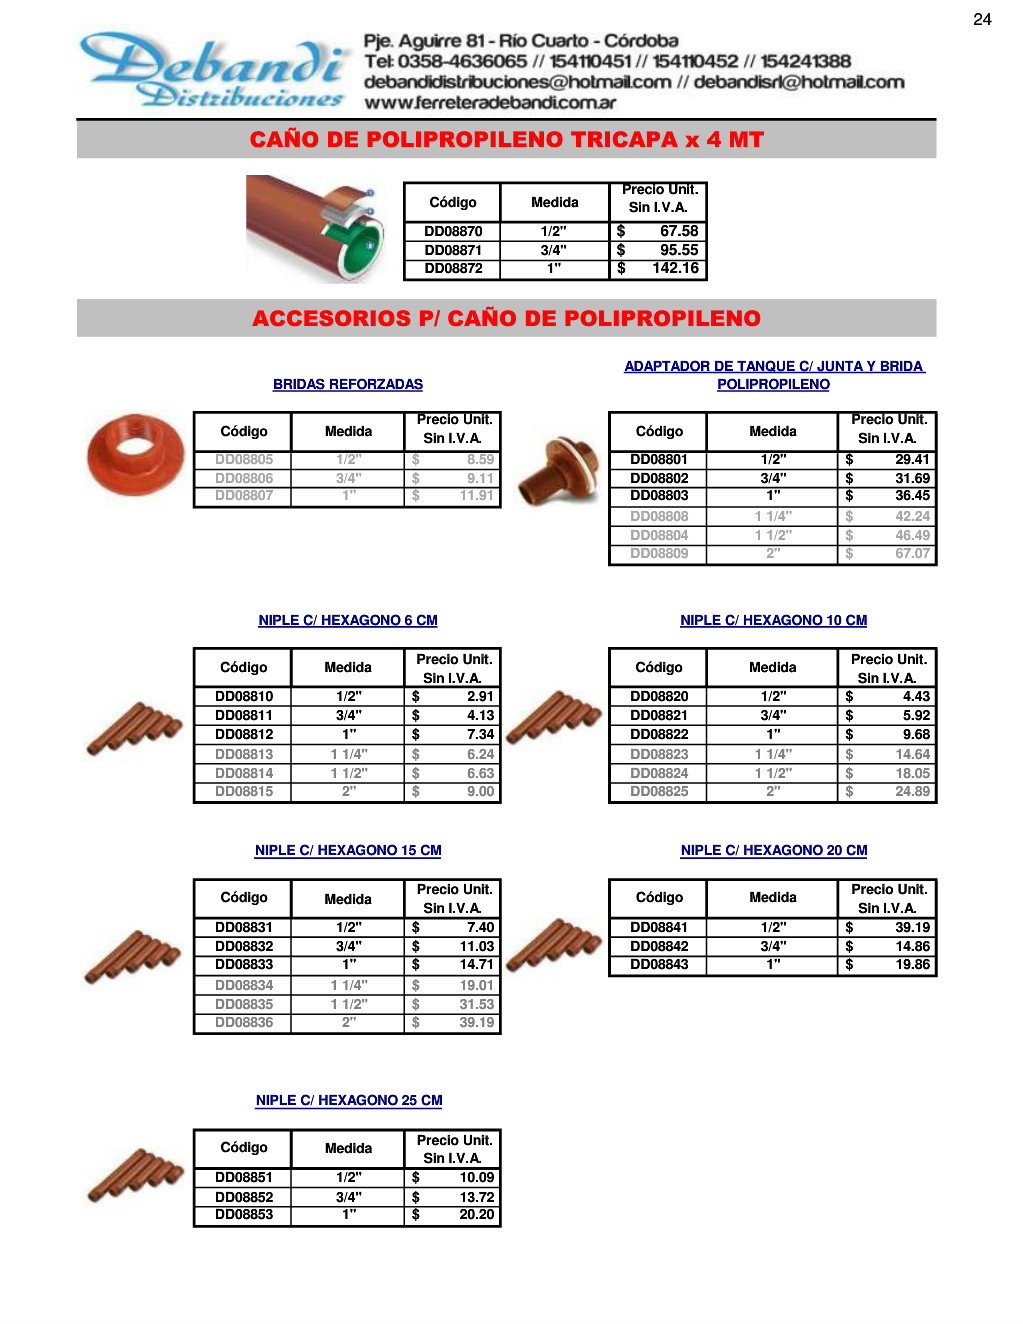 24
Debandi
Distribuciones
Pje. Aguirre 81 - Río Cuarto - Córdoba
Tel: 0358-4636065 // 154110451 // 154110452 // 154241388
debandidistribuciones@hotmail.com // debandisrl@hotmail.com
www.ferreteradebandi.com.ar
CAÑO DE POLIPROPILENO TRICAPA x 4 MT
Código Medida Precio Unit. Sin I.V.A.
DD08870 1/2" $ 67.58
DD08871 3/4" $ 95.55
DD08872 1" $ 142.16
ACCESORIOS P/ CAÑO DE POLIPROPILENO
BRIDAS REFORZADAS
Código Medida Precio Unit. Sin I.V.A.
DD08805 1/2" $ 8.59
DD08806 3/4" $ 9.11
DD08807 1" $ 11.91
ADAPTADOR DE TANQUE C/ JUNTA Y BRIDA
POLIPROPILENO
Código Medida Precio Unit. Sin I.V.A.
DD08801 1/2" $ 29.41
DD08802 3/4" $ 31.69
DD08803 1" $ 36.45
DD08808 1 1/4" $ 42.24
DD08804 1 1/2" $ 46.49
DD08809 2" $ 67.07
NIPLE C/ HEXAGONO 6 CM
Código Medida Precio Unit. Sin I.V.A.
DD08810 1/2" $ 2.91
DD08811 3/4" $ 4.13
DD08812 1" $ 7.34
DD08813 1 1/4" $ 6.24
DD08814 1 1/2" $ 6.63
DD08815 2" $ 9.00
NIPLE C/ HEXAGONO 10 CM
Código Medida Precio Unit. Sin I.V.A.
DD08820 1/2" $ 4.43
DD08821 3/4" $ 5.92
DD08822 1" $ 9.68
DD08823 1 1/4" $ 14.64
DD08824 1 1/2" $ 18.05
DD08825 2" $ 24.89
NIPLE C/ HEXAGONO 15 CM
Código Medida Precio Unit. Sin I.V.A.
DD08831 1/2" $ 7.40
DD08832 3/4" $ 11.03
DD08833 1" $ 14.71
DD08834 1 1/4" $ 19.01
DD08835 1 1/2" $ 31.53
DD08836 2" $ 39.19
NIPLE C/ HEXAGONO 20 CM
Código Medida Precio Unit. Sin I.V.A.
DD08841 1/2" $ 39.19
DD08842 3/4" $ 14.86
DD08843 1" $ 19.86
NIPLE C/ HEXAGONO 25 CM
Código Medida Precio Unit. Sin I.V.A.
DD08851 1/2" $ 10.09
DD08852 3/4" $ 13.72
DD08853 1" $ 20.20